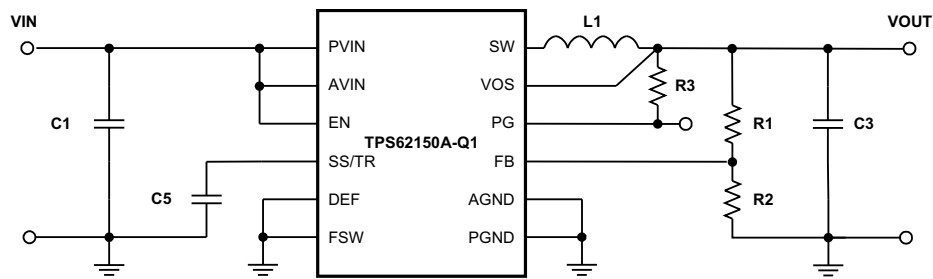 VIN
L1
VOUT
PVIN
SW
AVIN
VOS
R3
C1
EN
PG
TPS62150A-Q1
R1
C3
SS/TR
FB
C5
DEF
AGND
R2
FSW
PGND